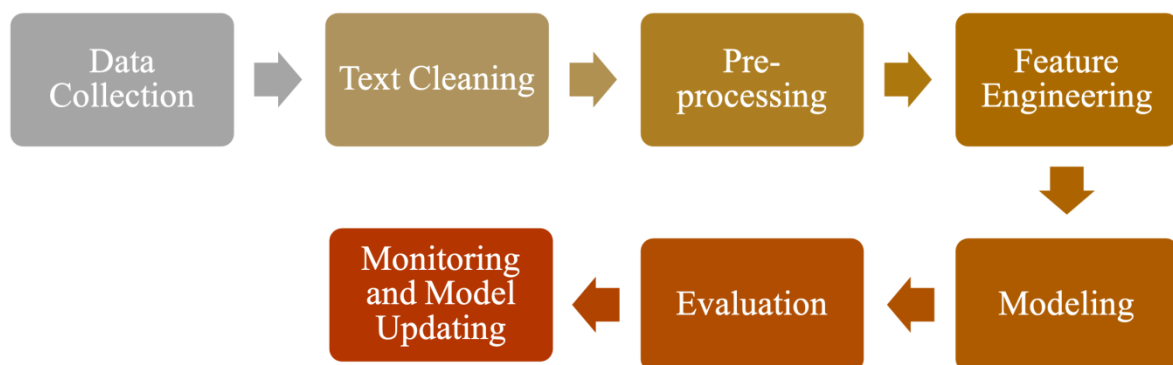 Data
Collection
Text Cleaning
Pre-
processing
Feature
Engineering
Modeling
Evaluation
Monitoring
and Model
Updating